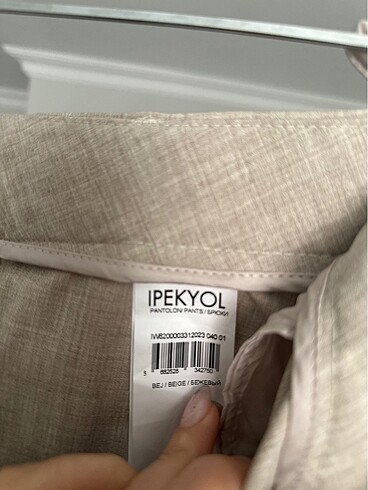 IPEKYOL
PANTOLON/ PANTS / БРЮКИ
IW6200003312023 040 01
BEJ / BEIGE / БЕЖЕВЫЙ